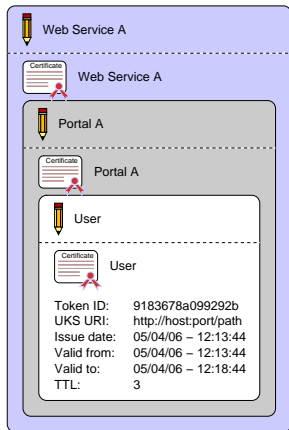 Web Service A
Certificate
Web Service A
Portal A
Certificate
Portal A
User
Certificate
User
Token ID: 9183678a099292b
UKS URI: http://host:port/path
Issue date: 05/04/06 – 12:13:44
Valid from: 05/04/06 – 12:13:44
Valid to: 05/04/06 – 12:18:44
TTL: 3